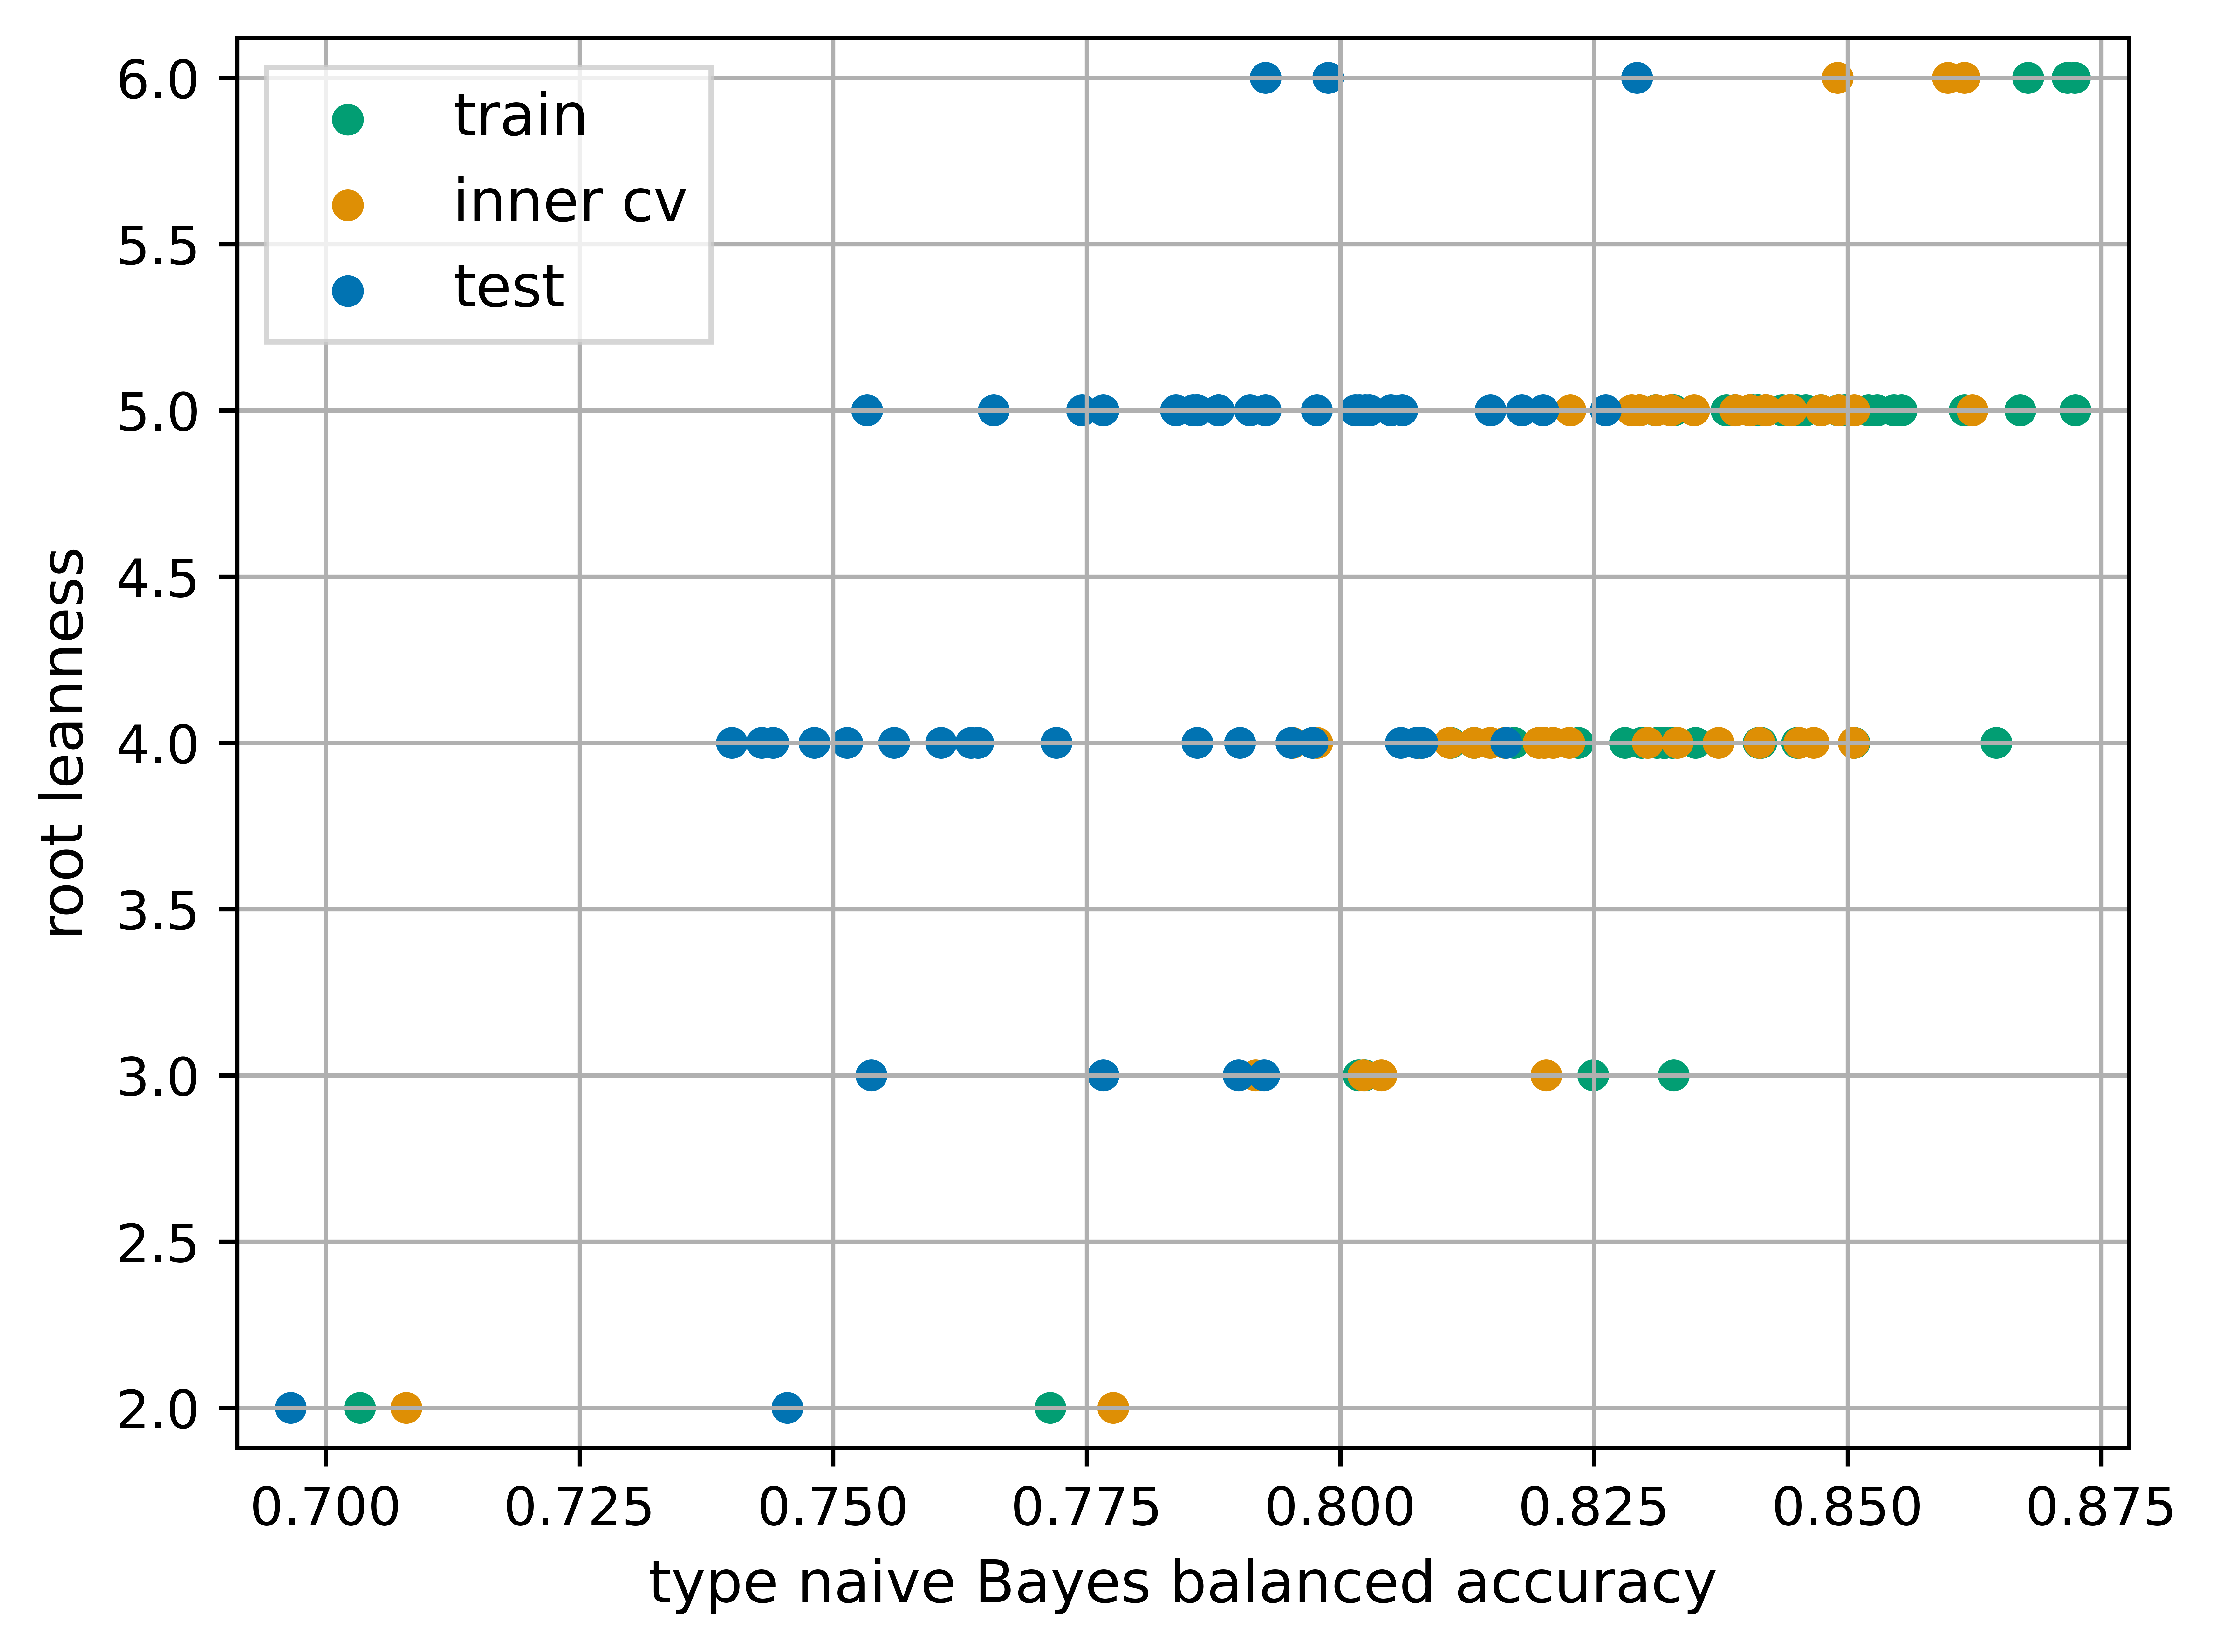 train
inner cv
test
6.0
5.5
5.0
4.5
4.0
3.5
3.0
2.5
2.0
root leanness
0.700 0.725 0.750 0.775 0.800 0.825 0.850 0.875
type naive Bayes balanced accuracy